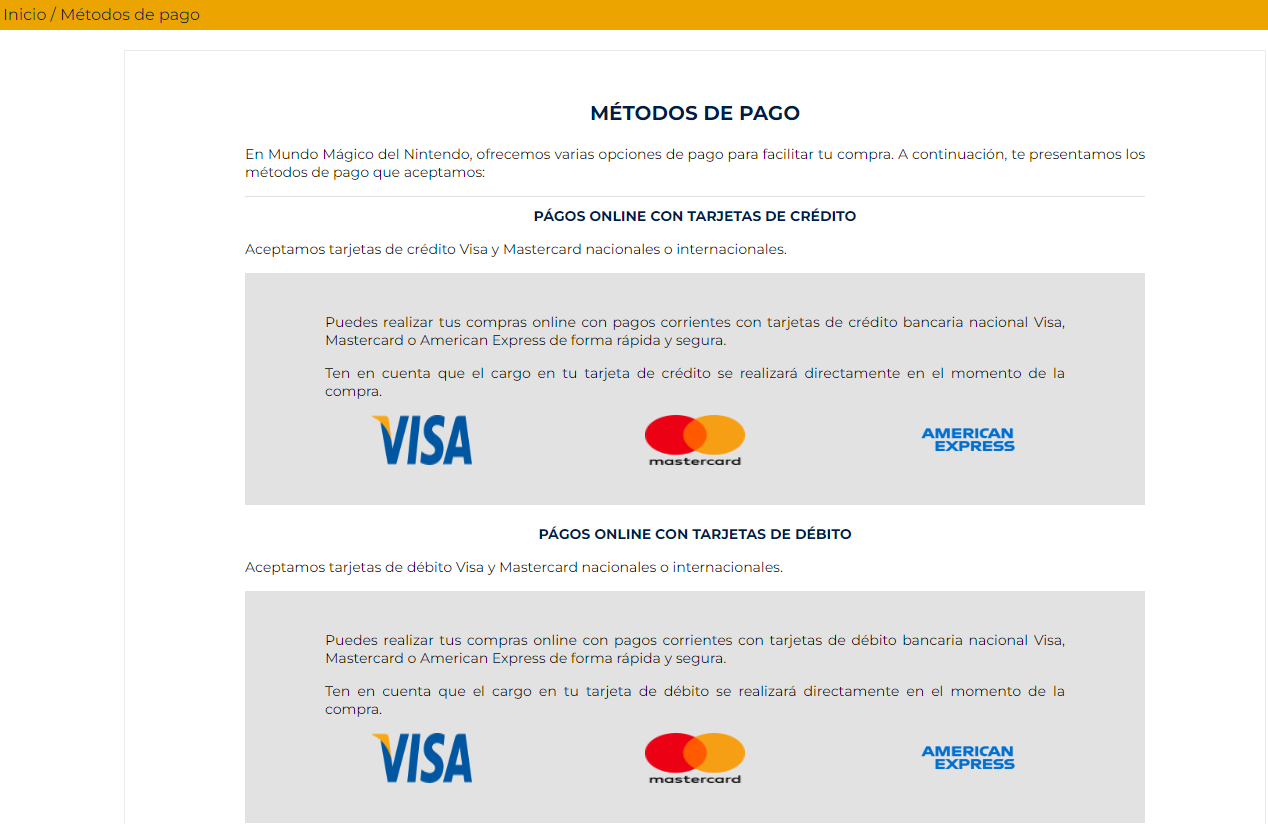 Inicio / Métodos de pago
MÉTODOS DE PAGO
En Mundo Mágico del Nintendo, ofrecemos varias opciones de pago para facilitar tu compra. A continuación, te presentamos los
métodos de pago que aceptamos:
PÁGOS ONLINE CON TARJETAS DE CRÉDITO
Aceptamos tarjetas de crédito Visa y Mastercard nacionales o internacionales.
Puedes realizar tus compras online con pagos corrientes con tarjetas de crédito bancaria nacional Visa,
Mastercard o American Express de forma rápida y segura.
Ten en cuenta que el cargo en tu tarjeta de crédito se realizará directamente en el momento de la
compra.
VISA
mastercard
AMERICAN
EXPRESS
PÁGOS ONLINE CON TARJETAS DE DÉBITO
Aceptamos tarjetas de débito Visa y Mastercard nacionales o internacionales.
Puedes realizar tus compras online con pagos corrientes con tarjetas de débito bancaria nacional Visa,
Mastercard o American Express de forma rápida y segura.
Ten en cuenta que el cargo en tu tarjeta de débito se realizará directamente en el momento de la
compra.
VISA
mastercard
AMERICAN
EXPRESS